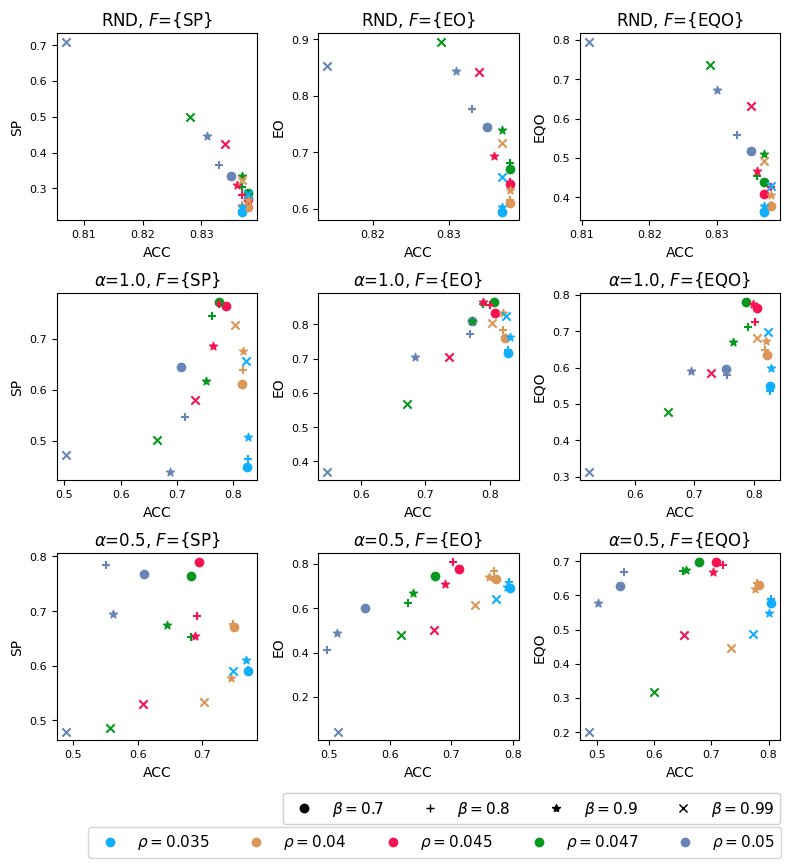 RND, F={SP} RND, F={EO} RND, F={EQO}
0.7 0.9 0.8
0.6 0.8 0.7
0.5 0.7 0.6
0.4 0.6 0.5
0.3 0.4
SP EO EQO
0.81 0.82 0.83 0.82 0.83 0.81 0.82 0.83
ACC ACC ACC
α=1.0, F={SP} α=1.0, F={EO} α=1.0, F={EQO}
0.7 0.8 0.8
0.6 0.7 0.7
0.5 0.6 0.6
0.5 0.5
0.4 0.4
0.3
SP EO EQO
0.5 0.6 0.7 0.8 0.6 0.7 0.8 0.6 0.7 0.8
ACC ACC ACC
α=0.5, F={SP} α=0.5, F={EO} α=0.5, F={EQO}
0.8 0.8 0.7
0.7 0.6 0.6
0.6 0.4 0.5
0.5 0.2 0.4
0.3
0.2
SP EO EQO
0.5 0.6 0.7 0.5 0.6 0.7 0.8 0.5 0.6 0.7 0.8
ACC ACC ACC
β = 0.7 β = 0.8 β = 0.9 β = 0.99
ρ = 0.035 ρ = 0.04 ρ = 0.045 ρ = 0.047 ρ = 0.05